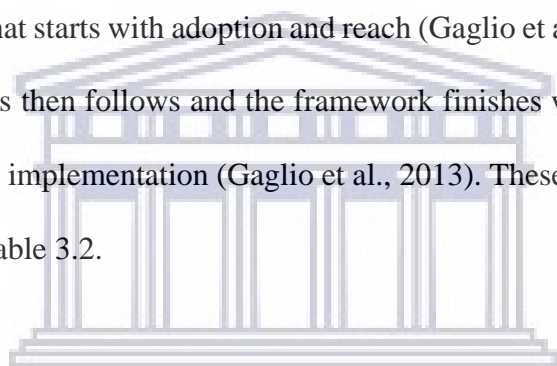 hat starts with adoption and reach (Gaglio et a
s then follows and the framework finishes w
implementation (Gaglio et al., 2013). These
able 3.2.